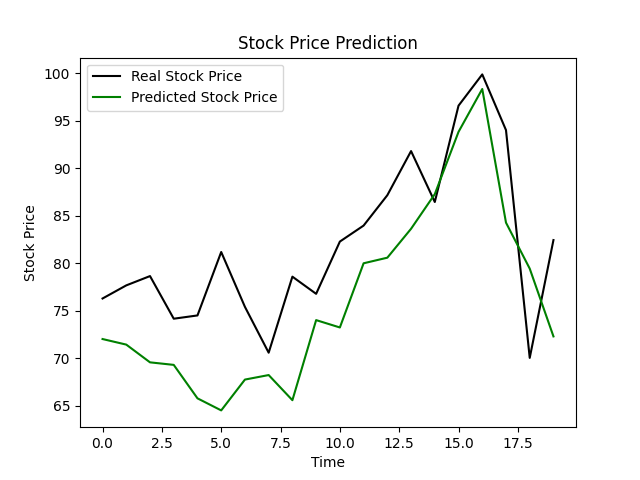 Stock Price Prediction
Real Stock Price
Predicted Stock Price
Stock Price
100
95
90
85
80
75
70
65
0.0 2.5 5.0 7.5 10.0 12.5 15.0 17.5
Time